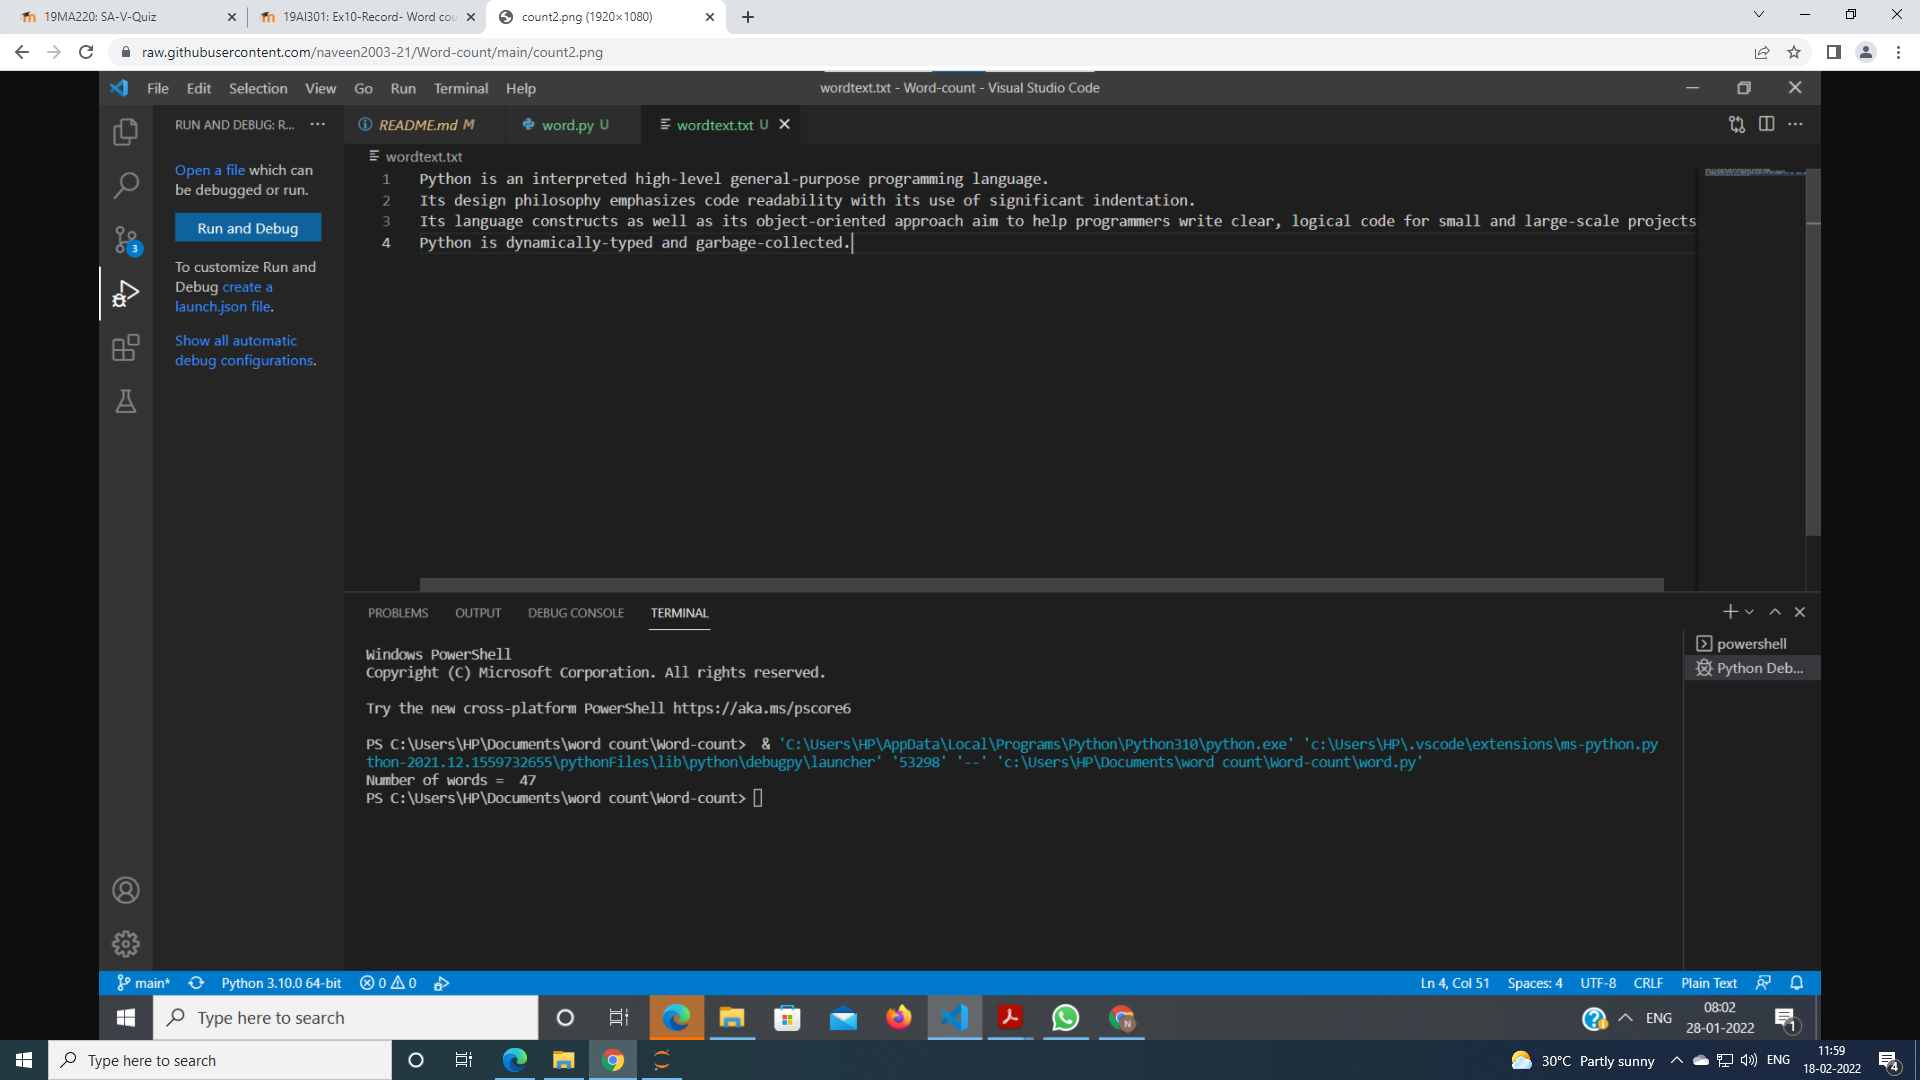 19MA220: SA-V-Quiz
19AI301: Ex10-Record- Word cou
count2.png (1920×1080)
raw.githubusercontent.com/naveen2003-21/Word-count/main/count2.png
File Edit Selection View Go Run Terminal Help
wordtext.txt - Word-count - Visual Studio Code
RUN AND DEBUG: R...
README.md M
word.py U
wordtext.txt U
wordtext.txt
Open a file which can
be debugged or run.
Run and Debug
To customize Run and
Debug create a
launch.json file.
Show all automatic
debug configurations.
1 Python is an interpreted high-level general-purpose programming language.
2 Its design philosophy emphasizes code readability with its use of significant indentation.
3 Its language constructs as well as its object-oriented approach aim to help programmers write clear, logical code for small and large-scale projects
4 Python is dynamically-typed and garbage-collected.
PROBLEMS OUTPUT DEBUG CONSOLE TERMINAL
powershell
Python Deb...
Windows PowerShell
Copyright (C) Microsoft Corporation. All rights reserved.
Try the new cross-platform PowerShell https://aka.ms/pscore6
PS C:\Users\HP\Documents\word count\Word-count>  & 'C:\Users\HP\AppData\Local\Programs\Python\Python310\python.exe' 'c:\Users\HP\.vscode\extensions\ms-python.py
thon-2021.12.1559732655\pythonFiles\lib\python\debugpy\launcher' '53298' '--' 'c:\Users\HP\Documents\word count\Word-count\word.py'
Number of words =  47
PS C:\Users\HP\Documents\word count\Word-count>
3
main* Python 3.10.0 64-bit 0 0
Ln 4, Col 51 Spaces: 4 UTF-8 CRLF Plain Text
Type here to search
N
ENG
08:02
28-01-2022
1
Type here to search
30°C Partly sunny
ENG
11:59
18-02-2022
4